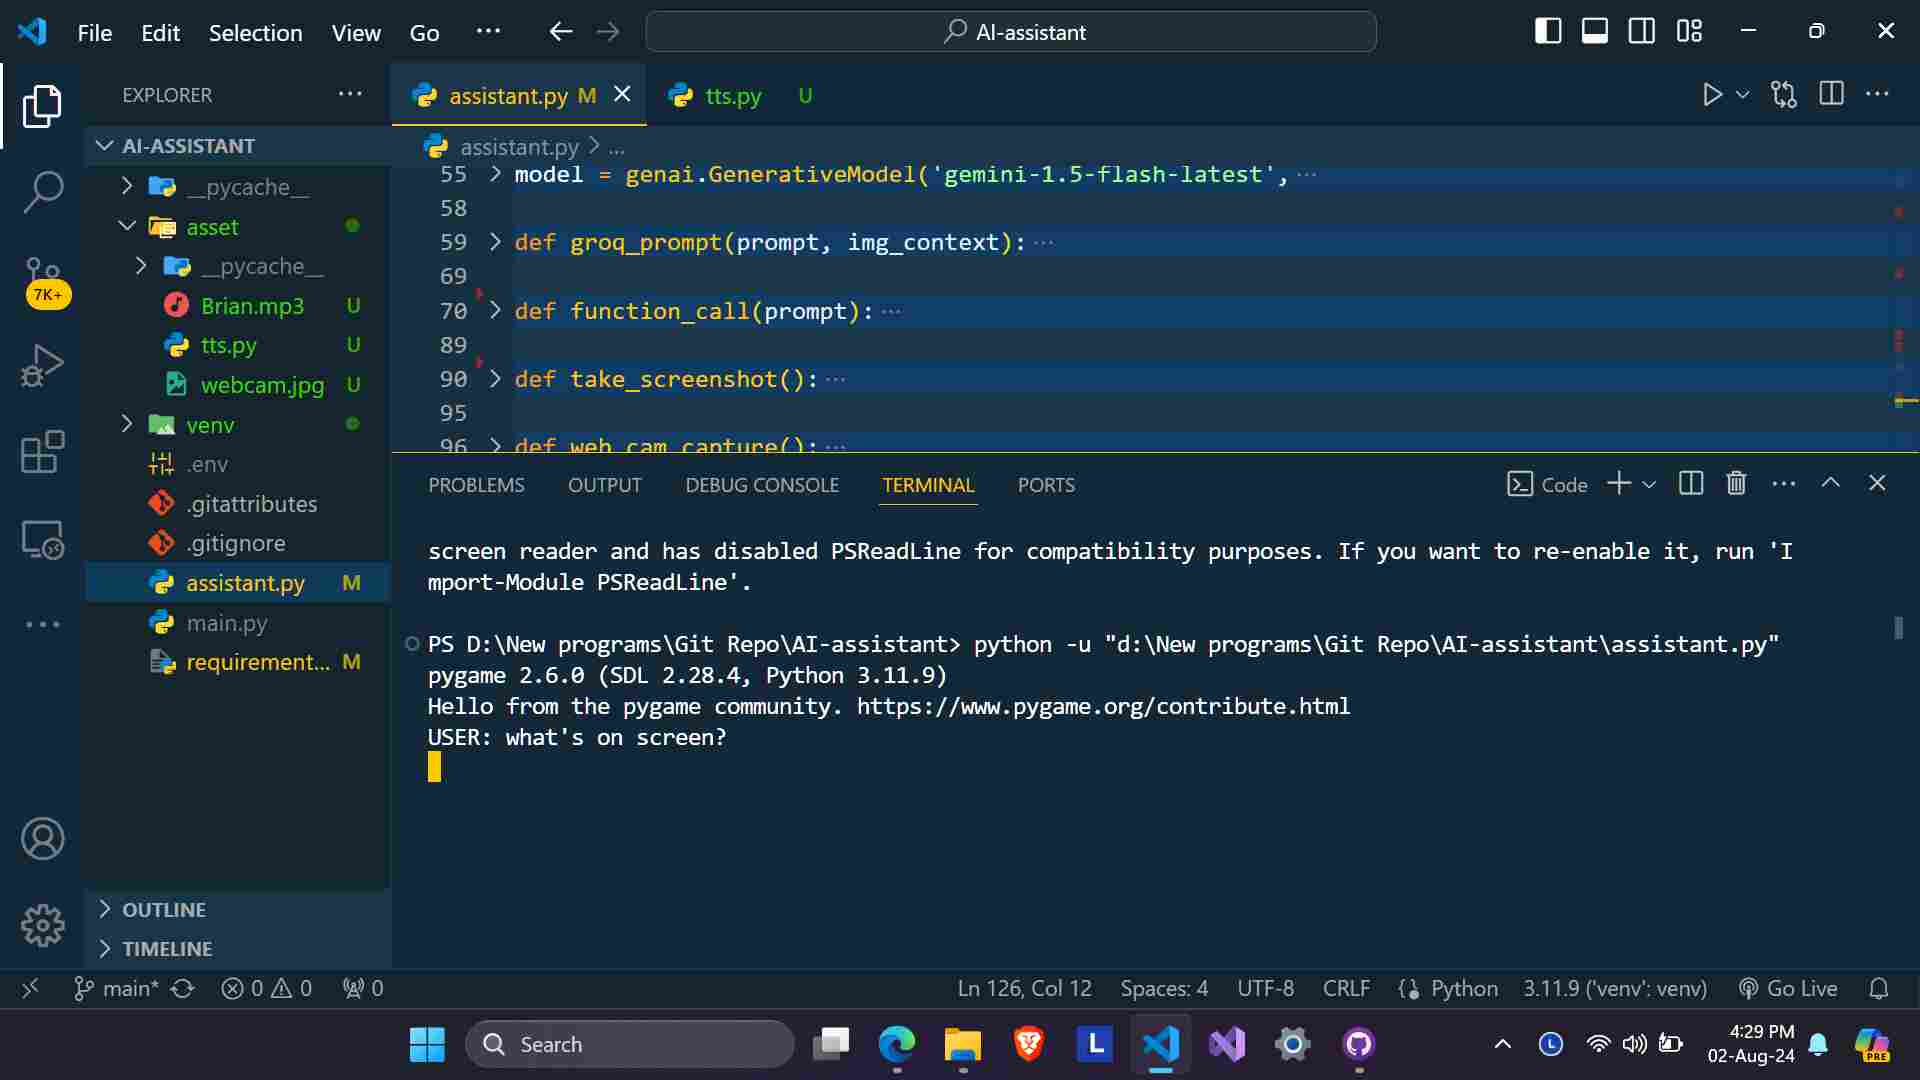 File Edit Selection View Go ··· AI-assistant
EXPLORER ···
AI-ASSISTANT
__pycache__
asset
__pycache__
Brian.mp3 U
tts.py U
webcam.jpg U
venv
.env
.gitattributes
.gitignore
assistant.py M
main.py
requirement... M
OUTLINE
TIMELINE
7K+
assistant.py M
tts.py U
assistant.py > ...
55 model = genai.GenerativeModel('gemini-1.5-flash-latest', ···
58
59 def groq_prompt(prompt, img_context): ···
69
70 def function_call(prompt): ···
89
90 def take_screenshot(): ···
95
96 def web_cam_capture(): ···
PROBLEMS OUTPUT DEBUG CONSOLE TERMINAL PORTS
Code
screen reader and has disabled PSReadLine for compatibility purposes. If you want to re-enable it, run 'I
mport-Module PSReadLine'.
PS D:\New programs\Git Repo\AI-assistant> python -u "d:\New programs\Git Repo\AI-assistant\assistant.py"
pygame 2.6.0 (SDL 2.28.4, Python 3.11.9)
Hello from the pygame community. https://www.pygame.org/contribute.html
USER: what's on screen?
main* 0 0 0 Ln 126, Col 12 Spaces: 4 UTF-8 CRLF Python 3.11.9 ('venv': venv) Go Live
Search
L
L
4:29 PM
02-Aug-24
PRE